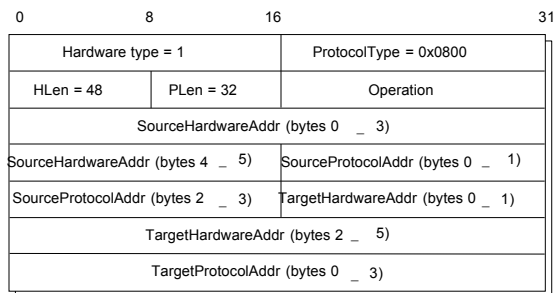 0 8 16 31
Hardware type = 1 ProtocolType = 0x0800
HLen = 48 PLen = 32 Operation
SourceHardwareAddr (bytes 0 _ 3)
SourceHardwareAddr (bytes 4 _ 5) SourceProtocolAddr (bytes 0 _ 1)
SourceProtocolAddr (bytes 2 _ 3) TargetHardwareAddr (bytes 0 _ 1)
TargetHardwareAddr (bytes 2 _ 5)
TargetProtocolAddr (bytes 0 _ 3)